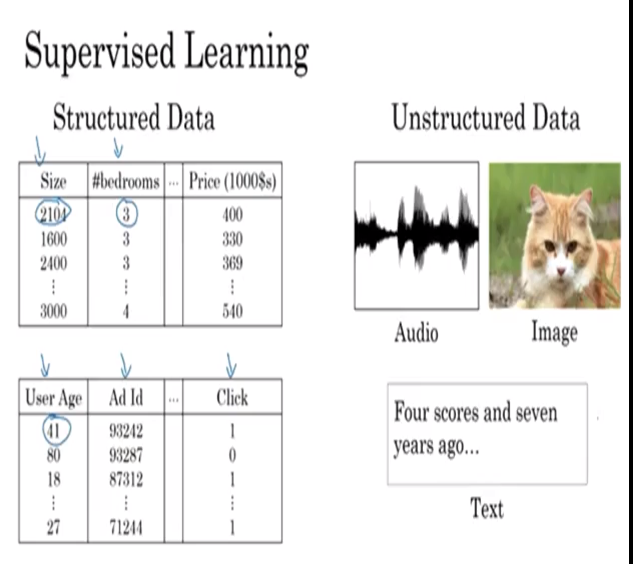 Supervised Learning
Structured Data
Size #bedrooms ... Price (1000$s)
2104 3 400
1600 3 330
2400 3 369
⋮ ⋮ ⋮
3000 4 540
User Age Ad Id ... Click
41 93242 1
80 93287 0
18 87312 1
⋮ ⋮ ⋮
27 71244 1
Unstructured Data
Audio
Image
Four scores and seven
years ago...
Text